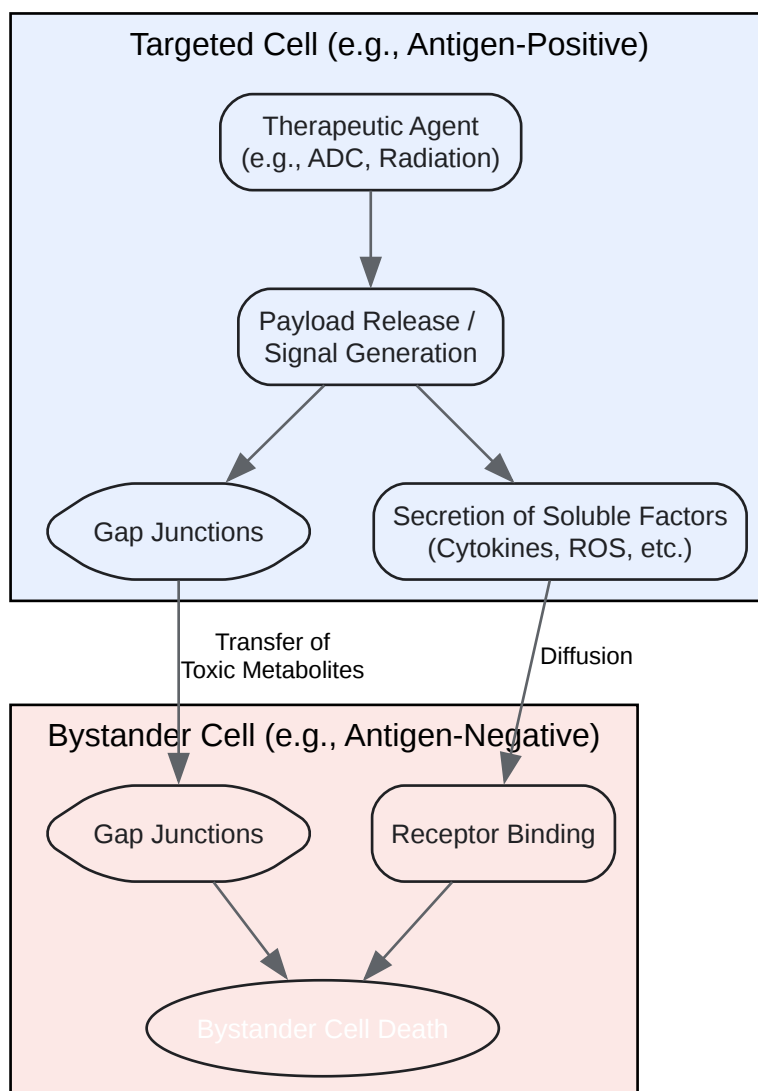 Targeted Cell (e.g., Antigen-Positive)
Therapeutic Agent
(e.g., ADC, Radiation)
Payload Release /
Signal Generation
Gap Junctions
Secretion of Soluble Factors
(Cytokines, ROS, etc.)
Transfer of
Toxic Metabolites
Diffusion
Bystander Cell (e.g., Antigen-Negative)
Gap Junctions
Receptor Binding
Bystander Cell Death